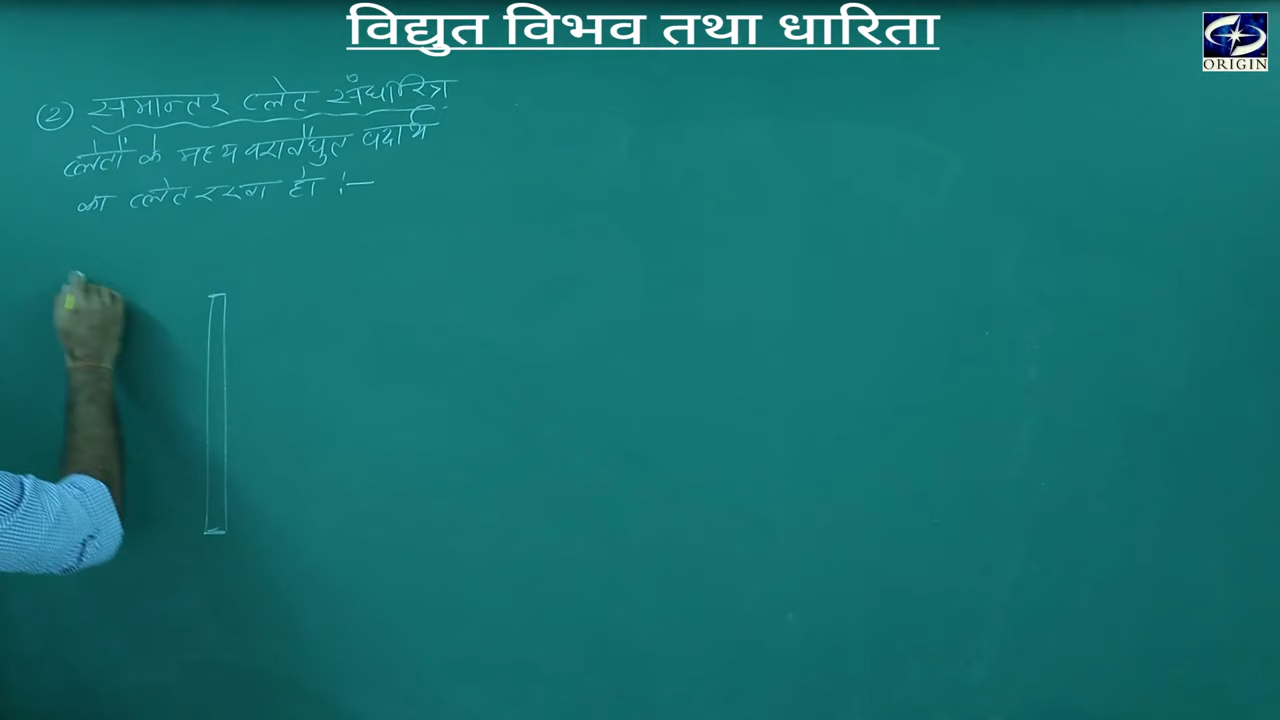 विद्युत विभव तथा धारिता
ORIGIN
② समान्तर प्लेट संधारित्र
प्लेटों के मध्य परावैद्युत पदार्थ
का प्लेट रखा हो :-